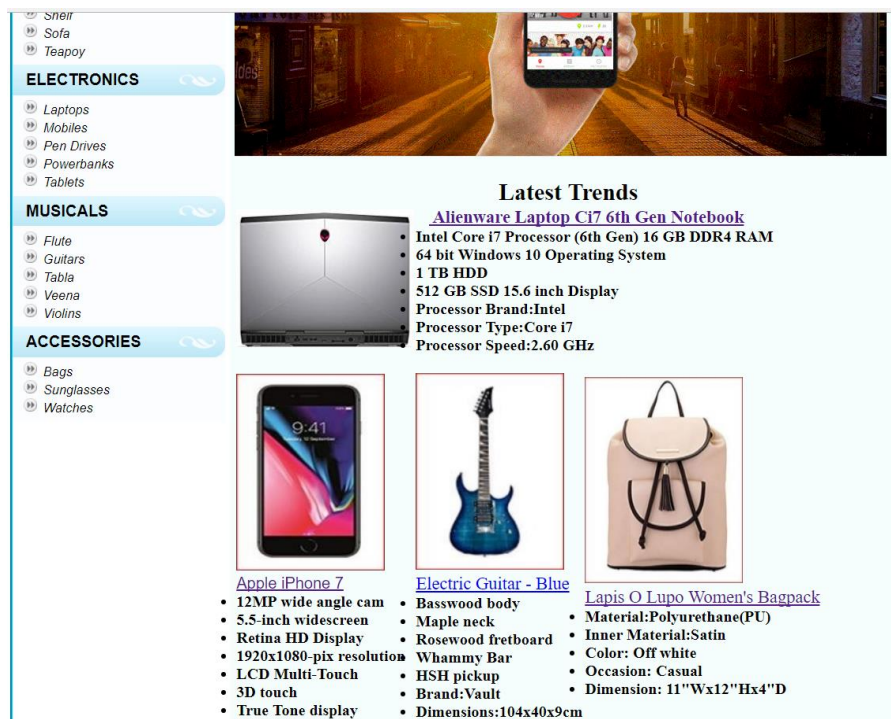 Shelf
Sofa
Teapoy
ELECTRONICS
Laptops
Mobiles
Pen Drives
Powerbanks
Tablets
MUSICALS
Flute
Guitars
Tabla
Veena
Violins
ACCESSORIES
Bags
Sunglasses
Watches
Latest Trends
Alienware Laptop Ci7 6th Gen Notebook
Intel Core i7 Processor (6th Gen) 16 GB DDR4 RAM
64 bit Windows 10 Operating System
1 TB HDD
512 GB SSD 15.6 inch Display
Processor Brand:Intel
Processor Type:Core i7
Processor Speed:2.60 GHz
9:41
Apple iPhone 7
12MP wide angle cam
5.5-inch widescreen
Retina HD Display
1920x1080-pix resolution
LCD Multi-Touch
3D touch
True Tone display
Electric Guitar - Blue
Basswood body
Maple neck
Rosewood fretboard
Whammy Bar
HSH pickup
Brand:Vault
Dimensions:104x40x9cm
Lapis O Lupo Women's Bagpack
Material:Polyurethane(PU)
Inner Material:Satin
Color: Off white
Occasion: Casual
Dimension: 11"Wx12"Hx4"D